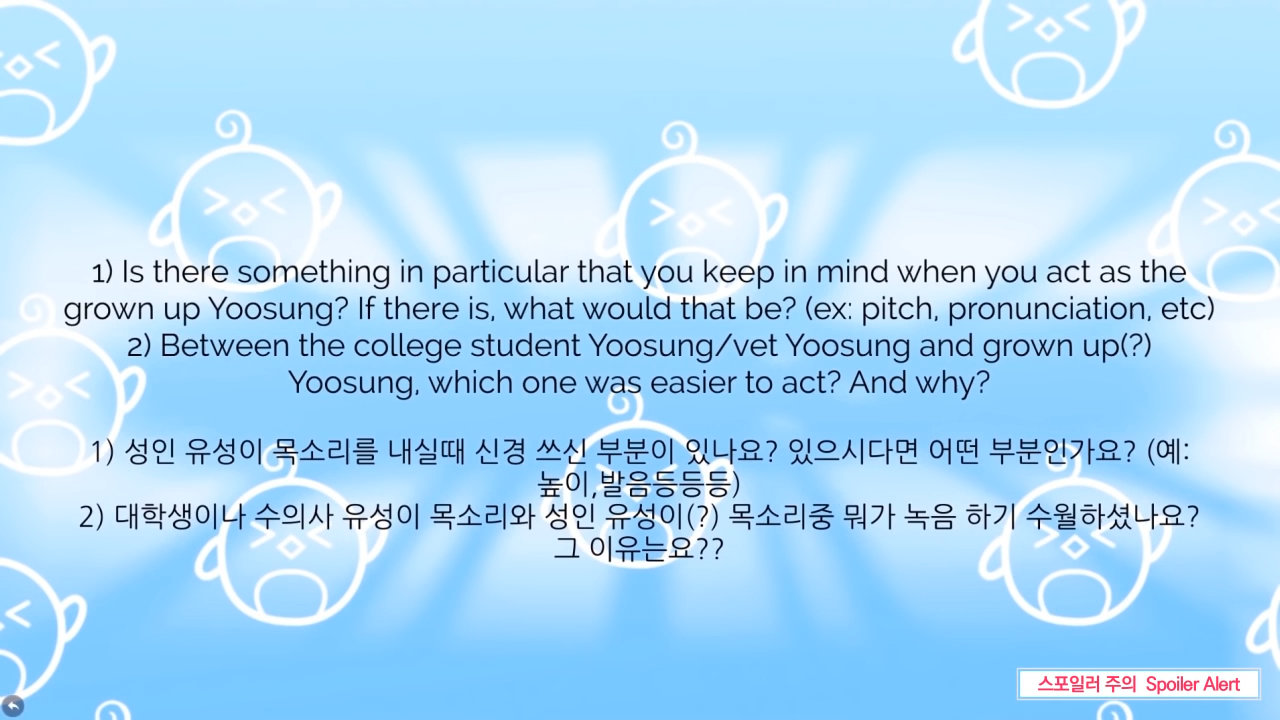 1) Is there something in particular that you keep in mind when you act as the
grown up Yoosung? If there is, what would that be? (ex: pitch, pronunciation, etc)
2) Between the college student Yoosung/vet Yoosung and grown up(?)
Yoosung, which one was easier to act? And why?
1) 성인 유성이 목소리를 내실때 신경 쓰신 부분이 있나요? 있으시다면 어떤 부분인가요? (예:
높이,발음등등등)
2) 대학생이나 수의사 유성이 목소리와 성인 유성이(?) 목소리중 뭐가 녹음 하기 수월하셨나요?
그 이유는요??
스포일러 주의 Spoiler Alert